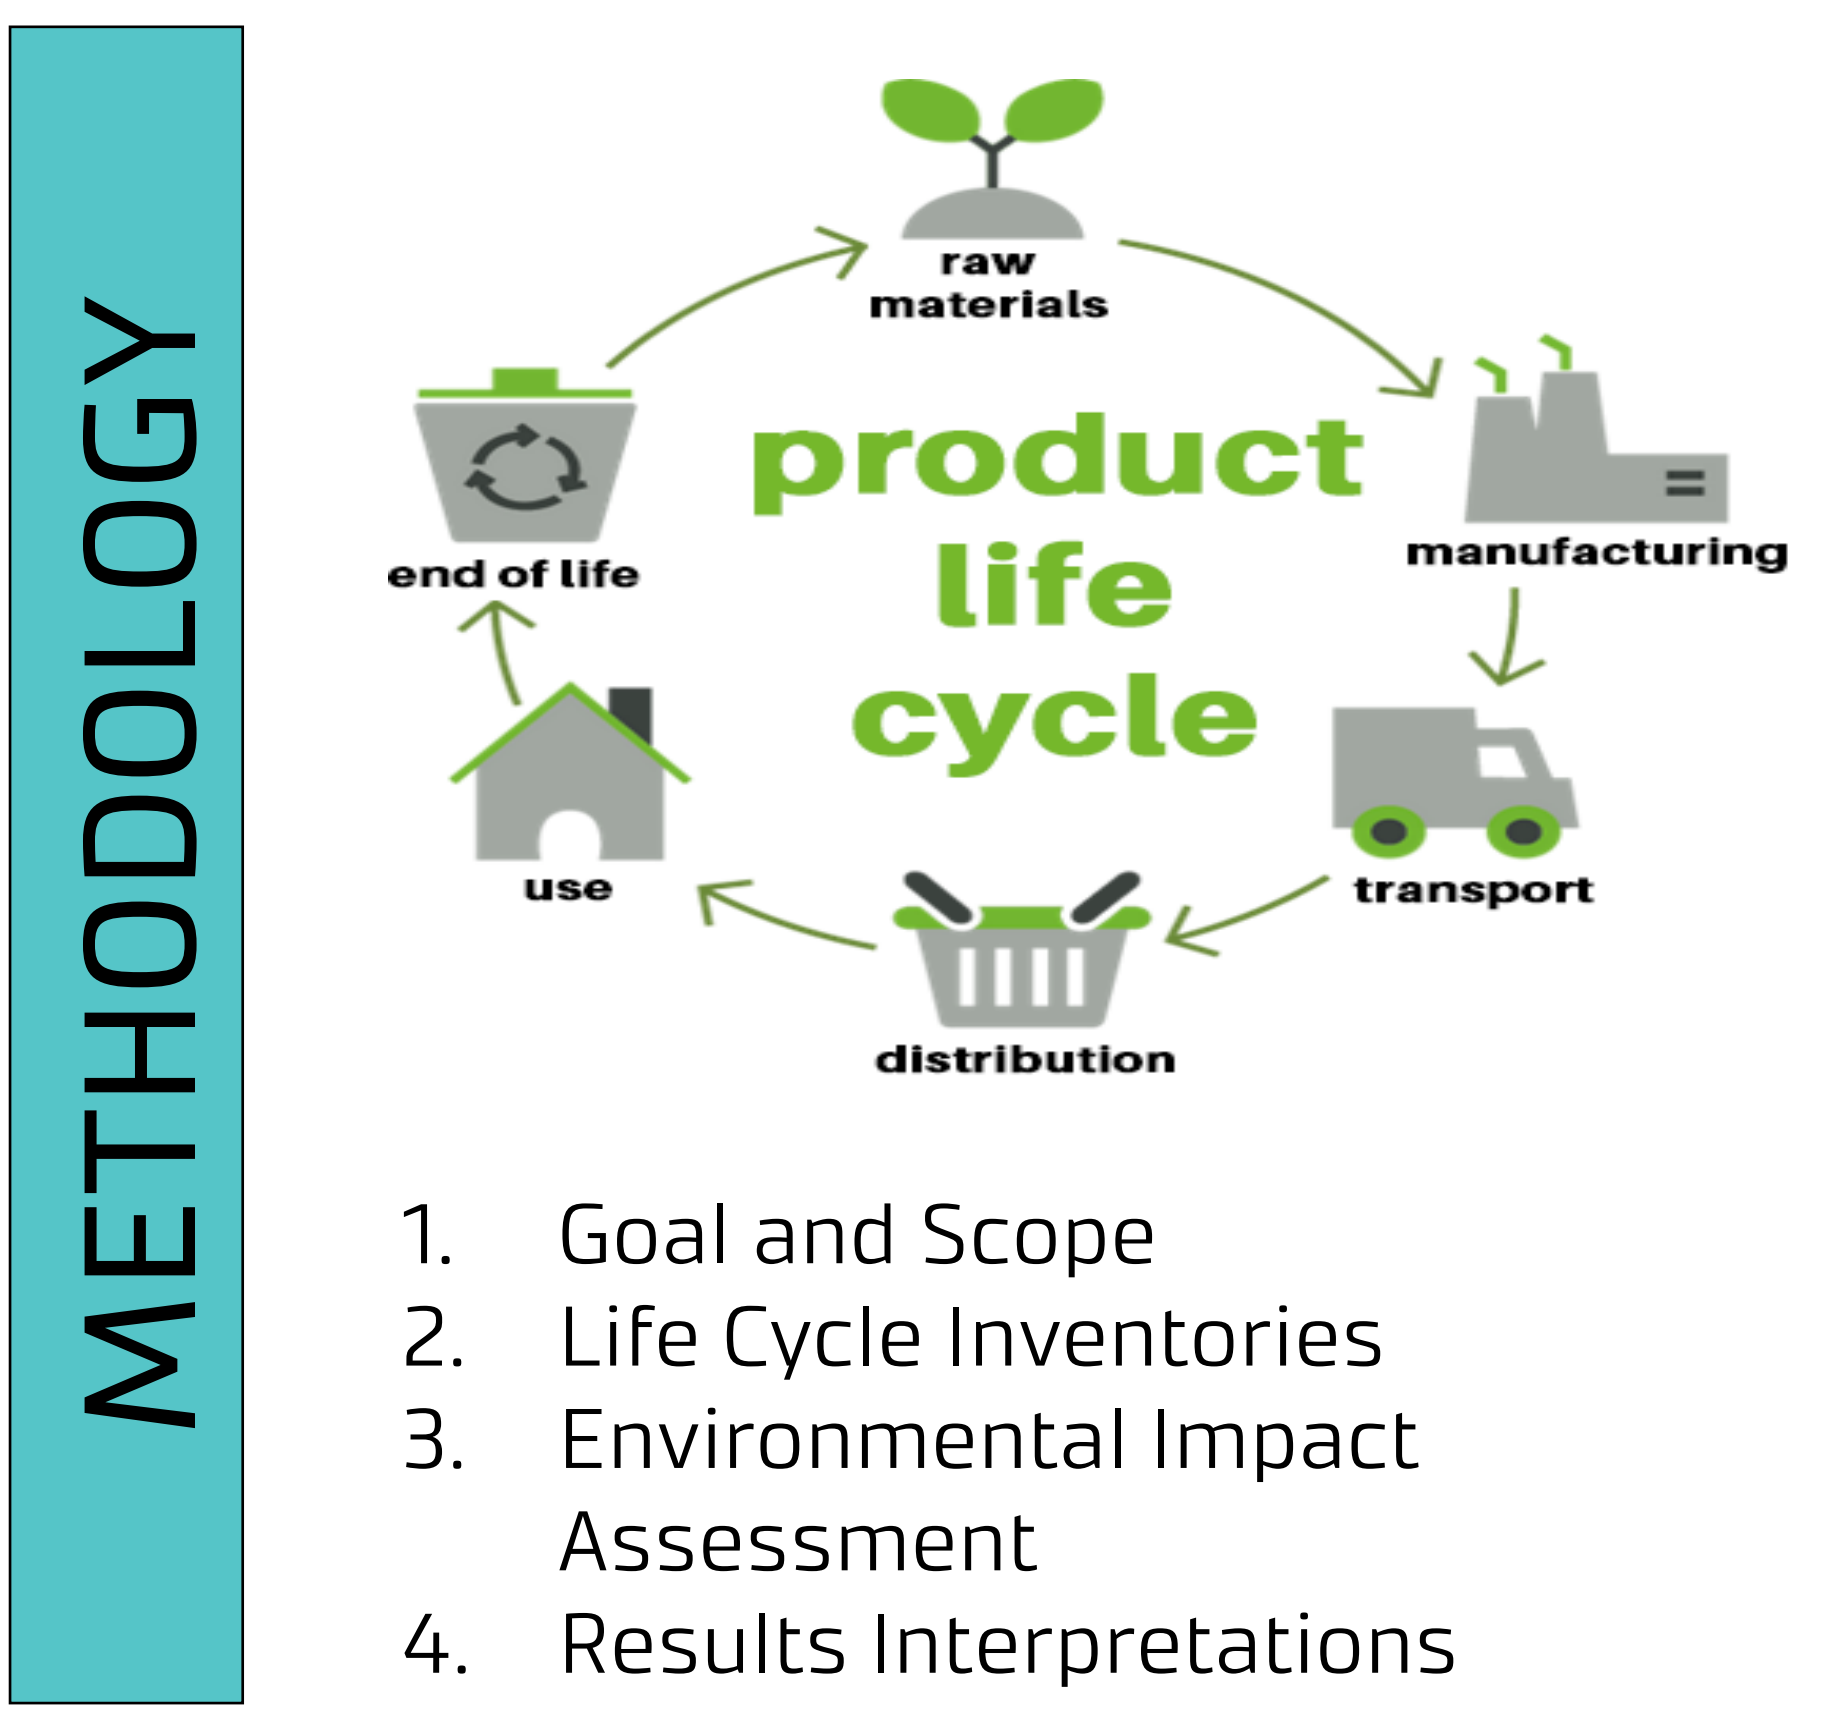 METHODOLOGY
raw
materials
manufacturing
transport
distribution
use
end of life
product
life
cycle
1. Goal and Scope
2. Life Cycle Inventories
3. Environmental Impact
Assessment
4. Results Interpretations